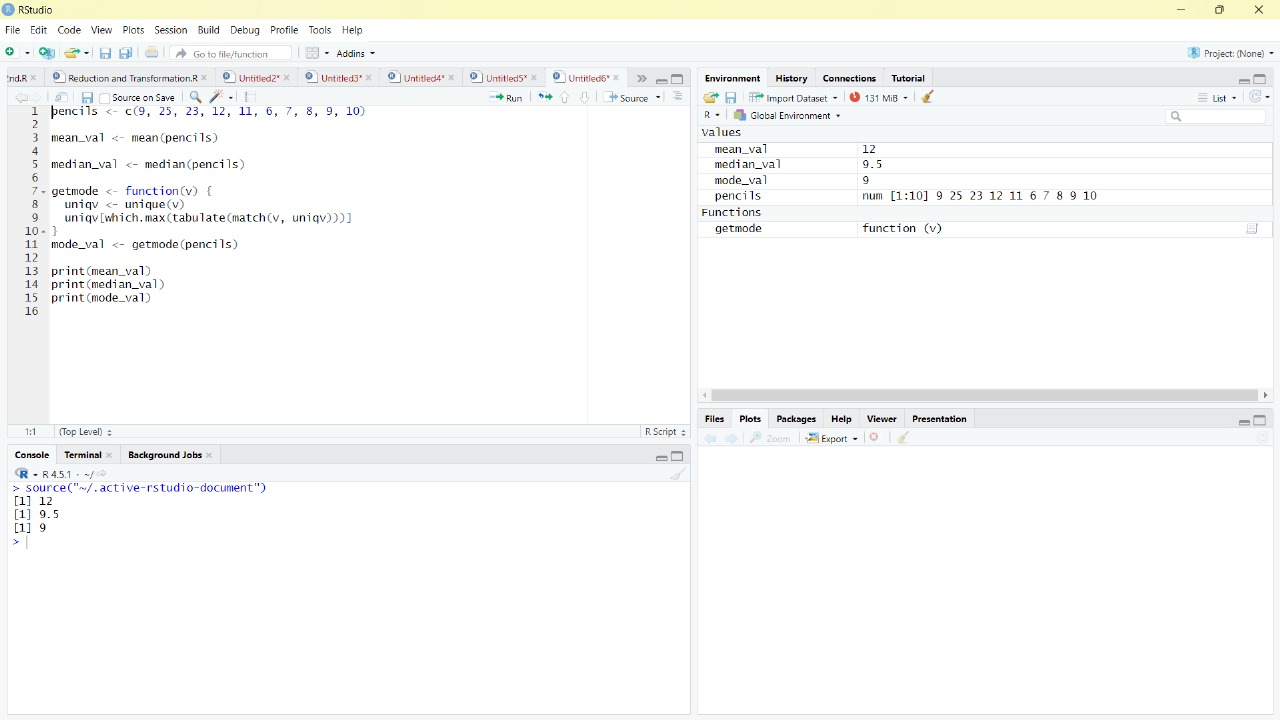 RStudio
File Edit Code View Plots Session Build Debug Profile Tools Help
Go to file/function Addins Project: (None)
End.R Reduction and Transformation.R Untitled2* Untitled3* Untitled4* Untitled5* Untitled6*
Source on Save Run Source
1 pencils <- c(9, 25, 23, 12, 11, 6, 7, 8, 9, 10)
2
3 mean_val <- mean(pencils)
4
5 median_val <- median(pencils)
6
7 getmode <- function(v) {
8 uniqv <- unique(v)
9 uniqv[which.max(tabulate(match(v, uniqv)))]
10 }
11 mode_val <- getmode(pencils)
12
13 print(mean_val)
14 print(median_val)
15 print(mode_val)
16
1:1 (Top Level) R Script
Console Terminal Background Jobs
R 4.5.1 · ~/
> source("~/.active-rstudio-document")
[1] 12
[1] 9.5
[1] 9
>
Environment History Connections Tutorial
Import Dataset 131 MiB List
R Global Environment
Values
mean_val 12
median_val 9.5
mode_val 9
pencils num [1:10] 9 25 23 12 11 6 7 8 9 10
Functions
getmode function (v)
Files Plots Packages Help Viewer Presentation
Zoom Export